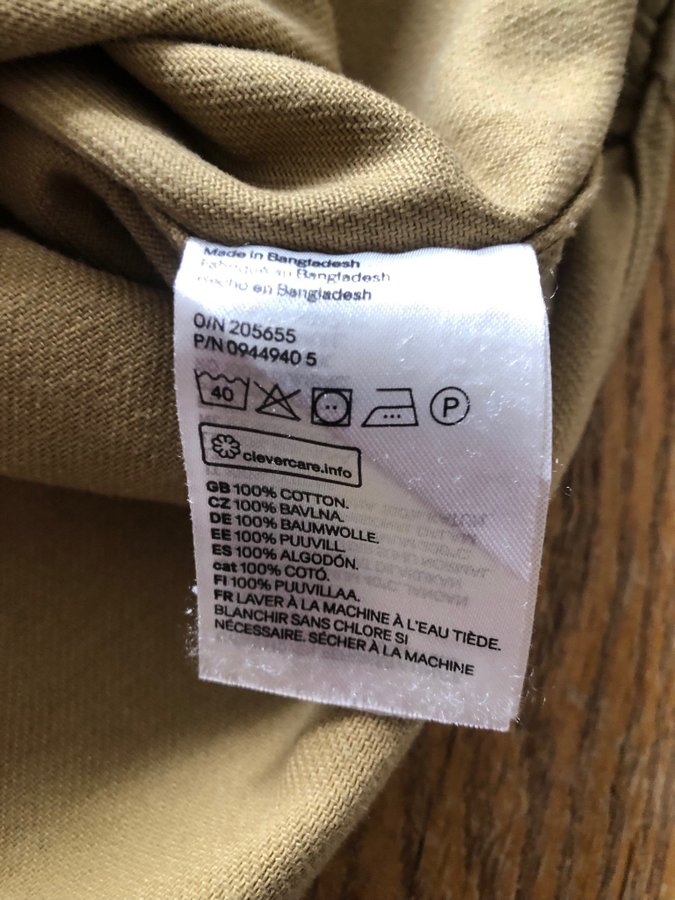 Made in Bangladesh
Fabriqué au Bangladesh
Hecho en Bangladesh
O/N 205655
P/N 0944940 5
40
P
clevercare.info
GB 100% COTTON.
CZ 100% BAVLNA.
DE 100% BAUMWOLLE.
EE 100% PUUVILL.
ES 100% ALGODÓN.
cat 100% COTÓ.
FI 100% PUUVILLAA.
FR LAVER À LA MACHINE À L'EAU TIÈDE.
BLANCHIR SANS CHLORE SI
NÉCESSAIRE. SÉCHER À LA MACHINE